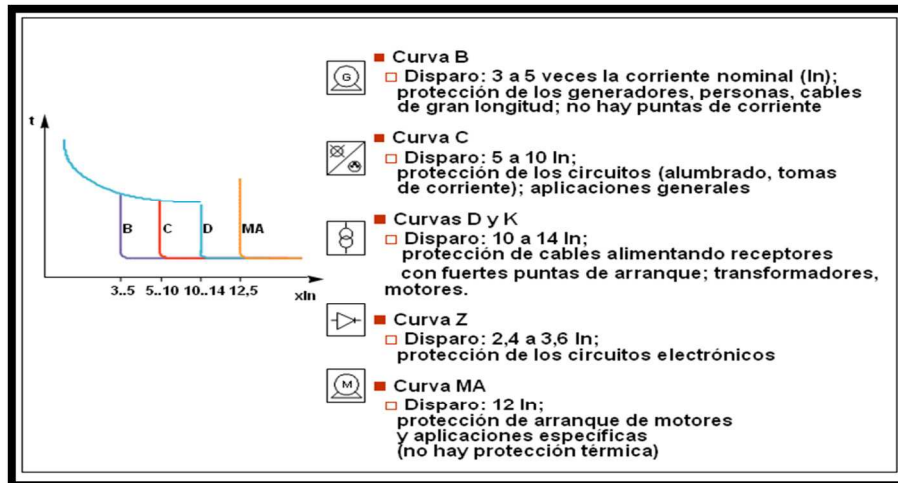 t
B
C
D
MA
3..5
5..10
10..14
12,5
xIn
G
Curva B
Disparo: 3 a 5 veces la corriente nominal (In);
protección de los generadores, personas, cables
de gran longitud; no hay puntas de corriente
Curva C
Disparo: 5 a 10 In;
protección de los circuitos (alumbrado, tomas
de corriente); aplicaciones generales
Curvas D y K
Disparo: 10 a 14 In;
protección de cables alimentando receptores
con fuertes puntas de arranque; transformadores,
motores.
Curva Z
Disparo: 2,4 a 3,6 In;
protección de los circuitos electrónicos
M
Curva MA
Disparo: 12 In;
protección de arranque de motores
y aplicaciones específicas
(no hay protección térmica)